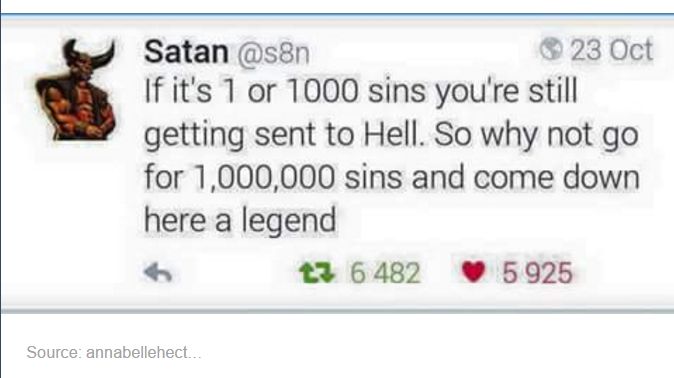 Satan @s8n 23 Oct
If it's 1 or 1000 sins you're still
getting sent to Hell. So why not go
for 1,000,000 sins and come down
here a legend
6 482 5 925
Source: annabellehect...